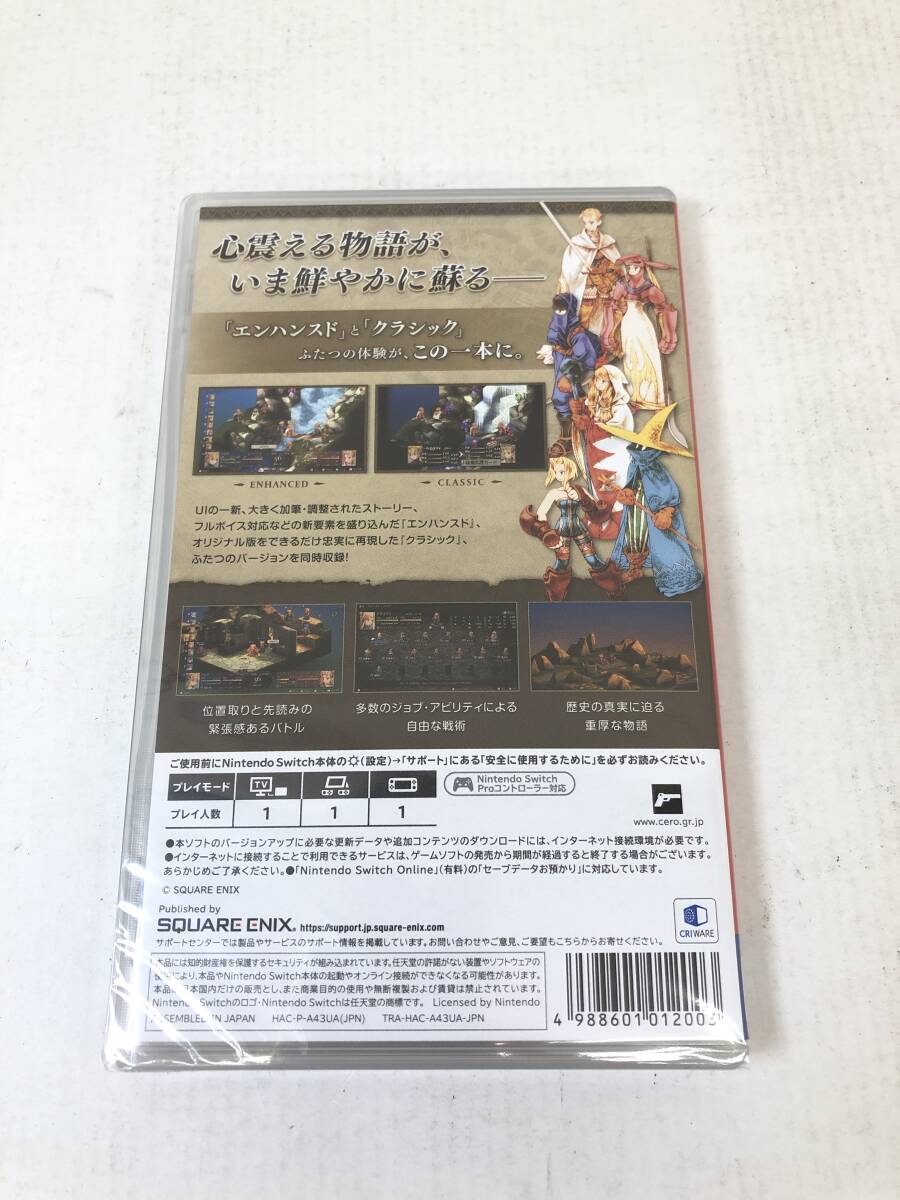 心震える物語が、
いま鮮やかに蘇る――
「エンハンスド」と「クラシック」
ふたつの体験が、この一本に。
ENHANCED
CLASSIC
UIの一新、大きく加筆・調整されたストーリー、
フルボイス対応などの新要素を盛り込んだ『エンハンスド』、
オリジナル版をできるだけ忠実に再現した『クラシック』、
ふたつのバージョンを同時収録!
位置取りと先読みの
緊張感あるバトル
多数のジョブ・アビリティによる
自由な戦術
歴史の真実に迫る
重厚な物語
ご使用前にNintendo Switch本体の(設定)→「サポート」にある「安全に使用するために」を必ずお読みください。
プレイモード
TV
プレイ人数 1 1 1
Nintendo Switch
Proコントローラー対応
www.cero.gr.jp
●本ソフトのバージョンアップに必要な更新データや追加コンテンツのダウンロードには、インターネット接続環境が必要です。
●インターネットに接続することで利用できるサービスは、ゲームソフトの発売から期間が経過すると終了する場合がございます。
あらかじめご了承ください。●「Nintendo Switch Online」(有料)の「セーブデータお預かり」に対応しています。
© SQUARE ENIX
Published by
SQUARE ENIX. https://support.jp.square-enix.com
CRIWARE
サポートセンターでは製品やサービスのサポート情報を掲載しています。お問い合わせやご意見、ご要望もこちらからお寄せください。
本品には知的財産権を保護するセキュリティが組み込まれています。任天堂の許諾がない装置やソフトウェアの
により、本品やNintendo Switch本体の起動やオンライン接続ができなくなる可能性があります。
本品は日本国内だけの販売とし、また商業目的の使用や無断複製および賃貸は禁止されています。
Nintendo Switchのロゴ・Nintendo Switchは任天堂の商標です。 Licensed by Nintendo
ASSEMBLED IN JAPAN HAC-P-A43UA(JPN) TRA-HAC-A43UA-JPN
4 988601 012003